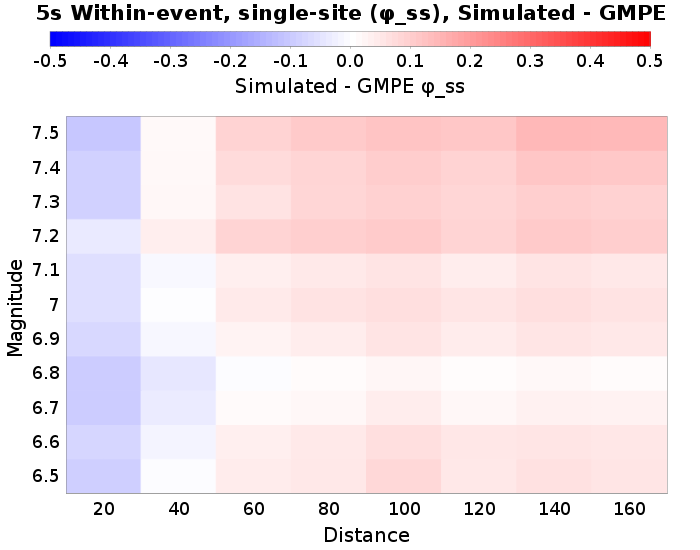 5s Within-event, single-site (φ_ss), Simulated - GMPE
-0.5 -0.4 -0.3 -0.2 -0.1 0.0 0.1 0.2 0.3 0.4 0.5
Simulated - GMPE φ_ss
Magnitude
7.5
7.4
7.3
7.2
7.1
7
6.9
6.8
6.7
6.6
6.5
20 40 60 80 100 120 140 160
Distance